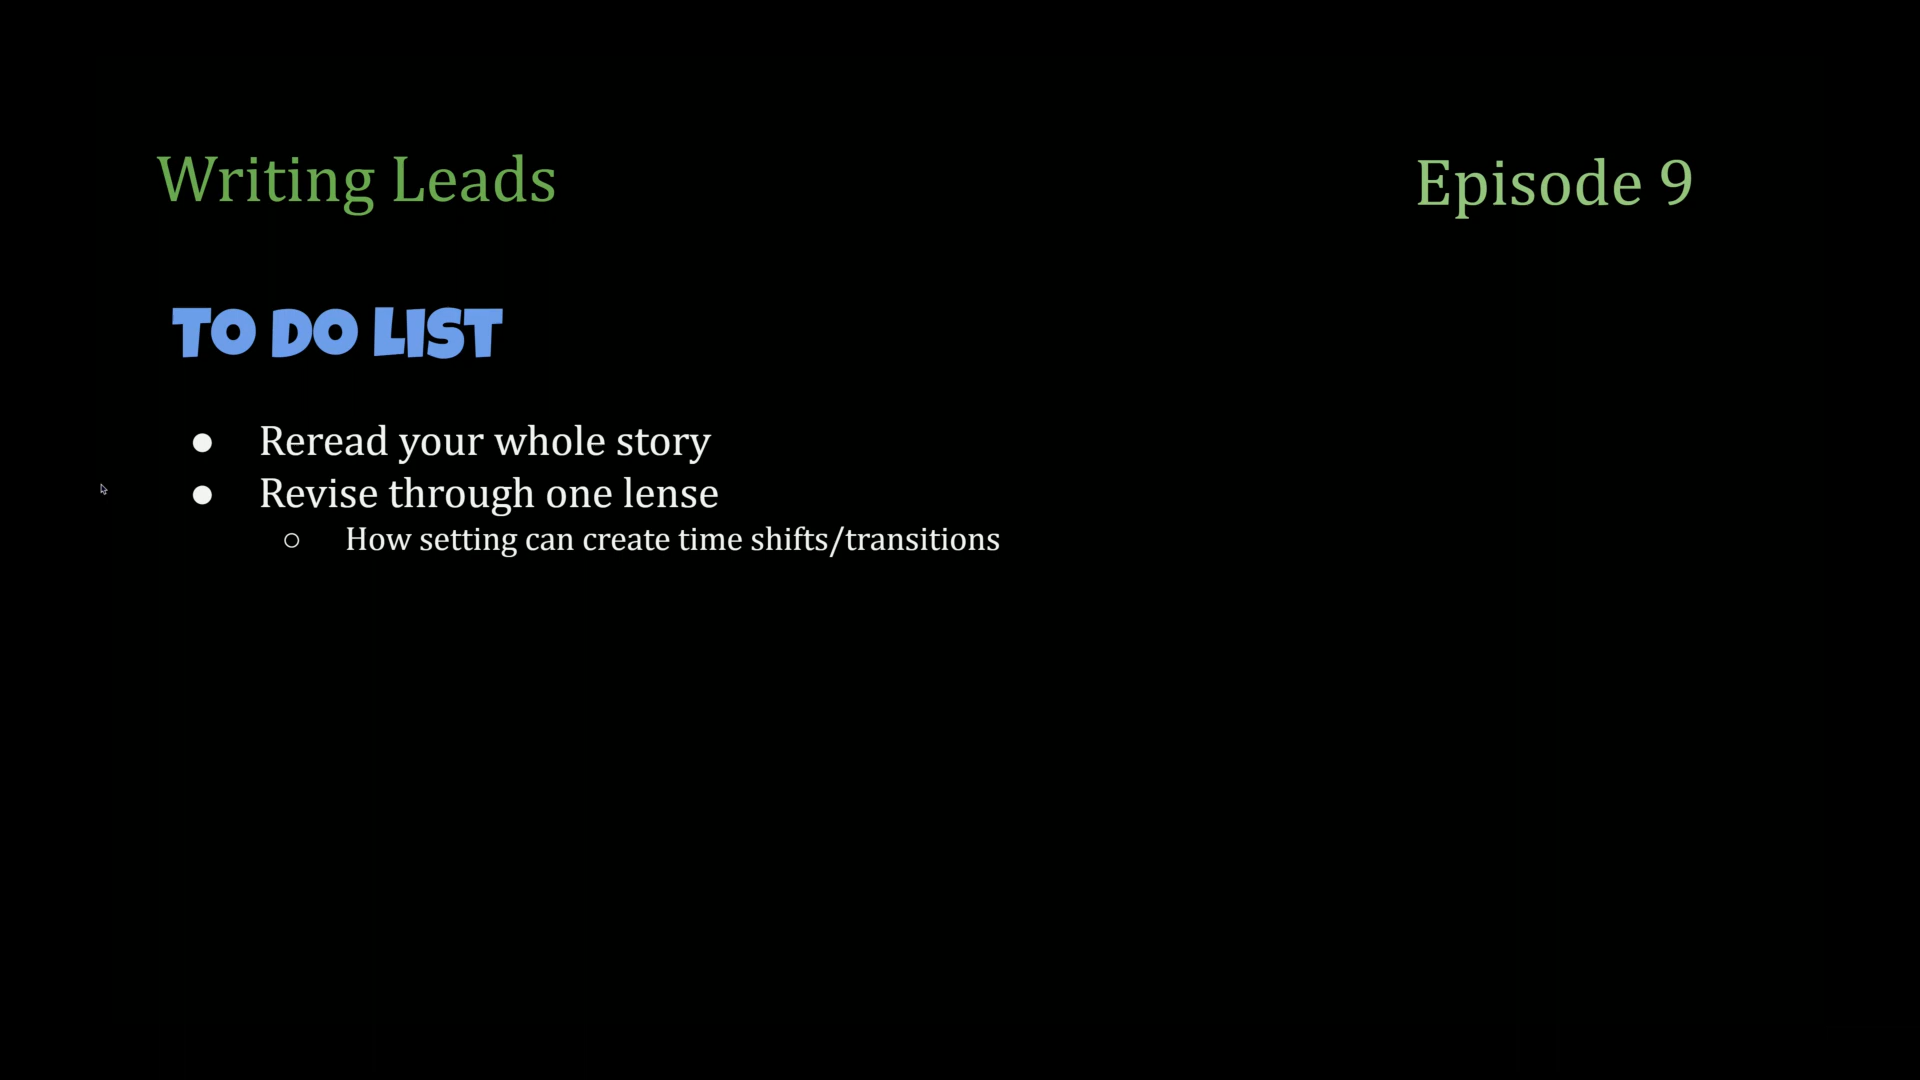 Writing Leads
Episode 9
TO DO LIST
● Reread your whole story
● Revise through one lense
○ How setting can create time shifts/transitions